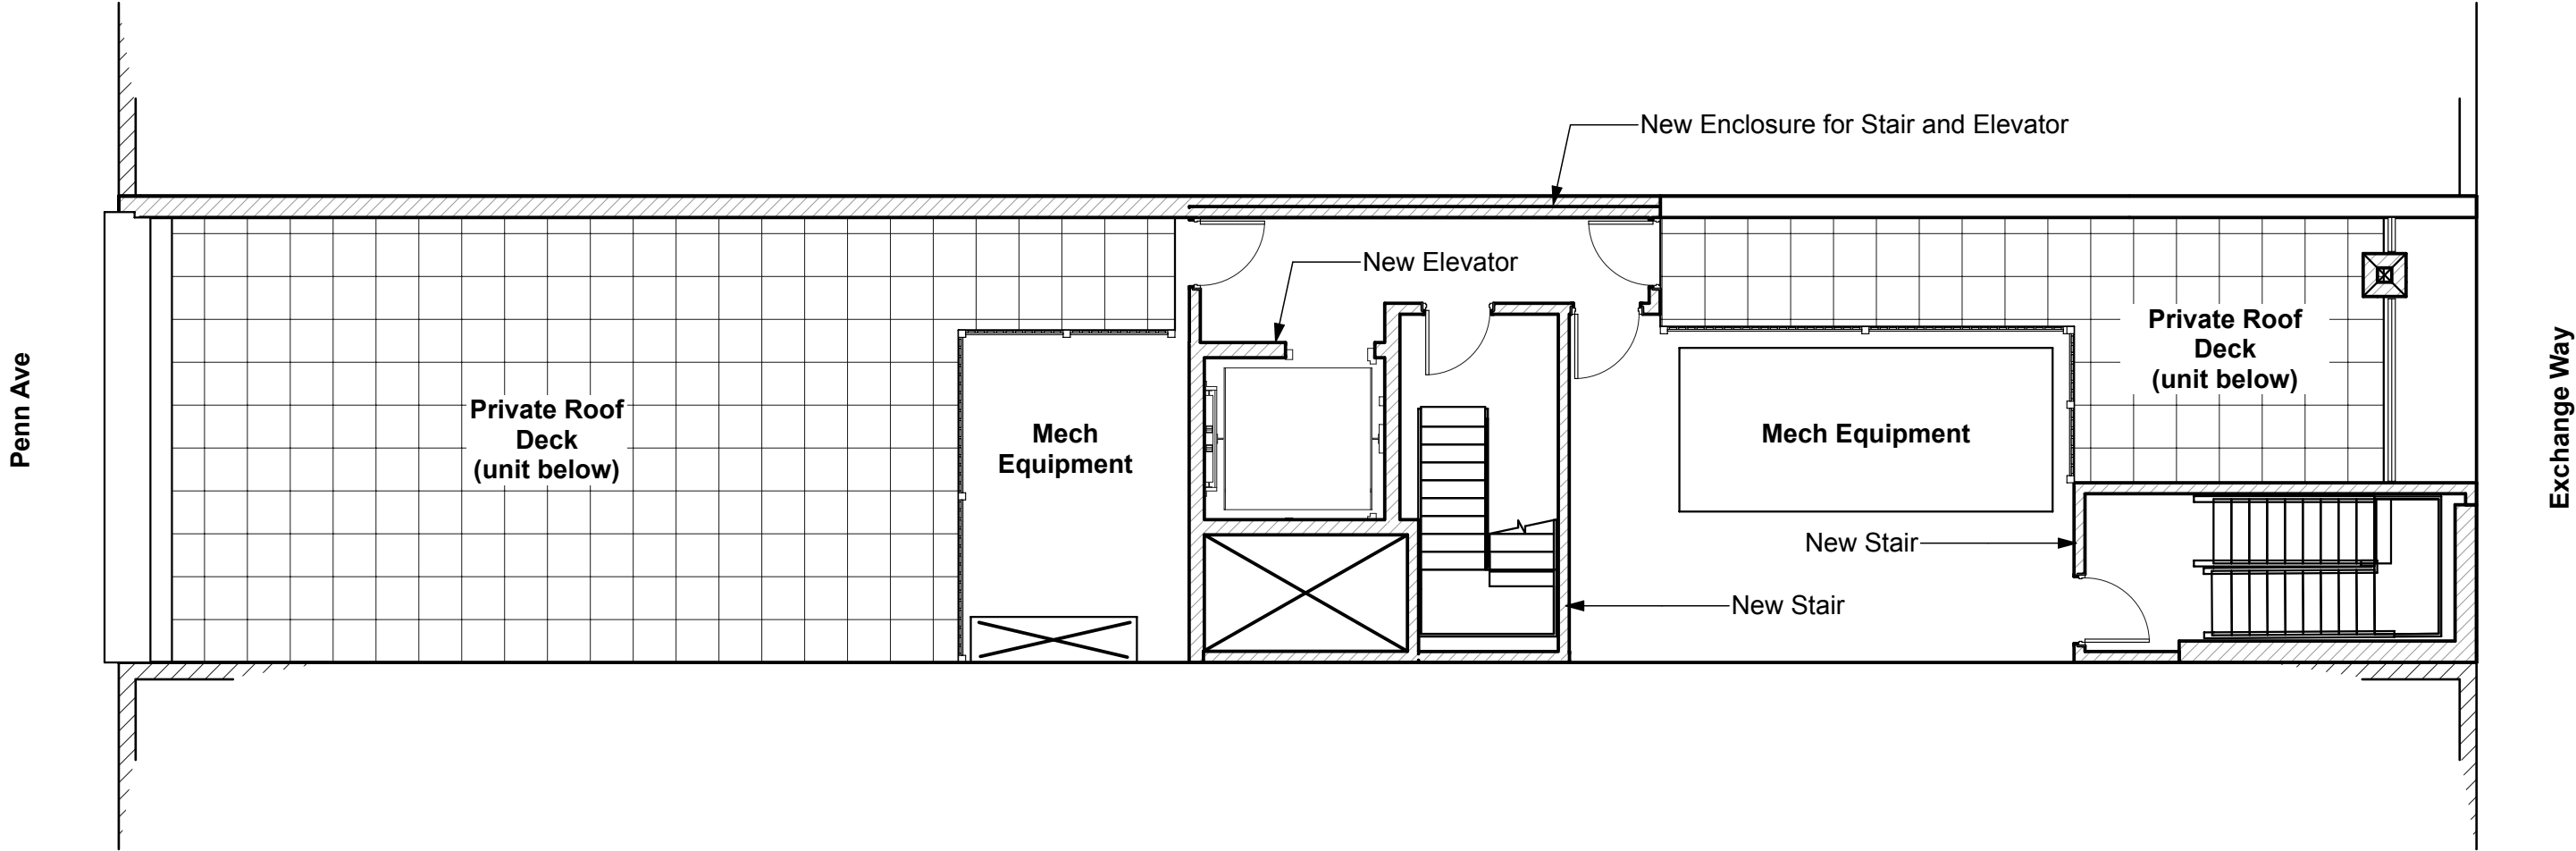 New Enclosure for Stair and Elevator
New Elevator
Penn Ave
Private Roof
Deck
(unit below)
Mech
Equipment
Mech Equipment
Private Roof
Deck
(unit below)
Exchange Way
New Stair
New Stair